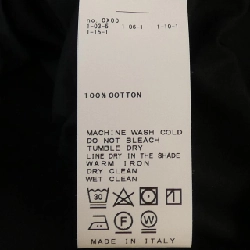 100% COTTON
MACHINE WASH COLD
DO NOT BLEACH
TUMBLE DRY
LINE DRY IN THE SHADE
WARM IRON
DRY CLEAN
WET CLEAN
MADE IN ITALY